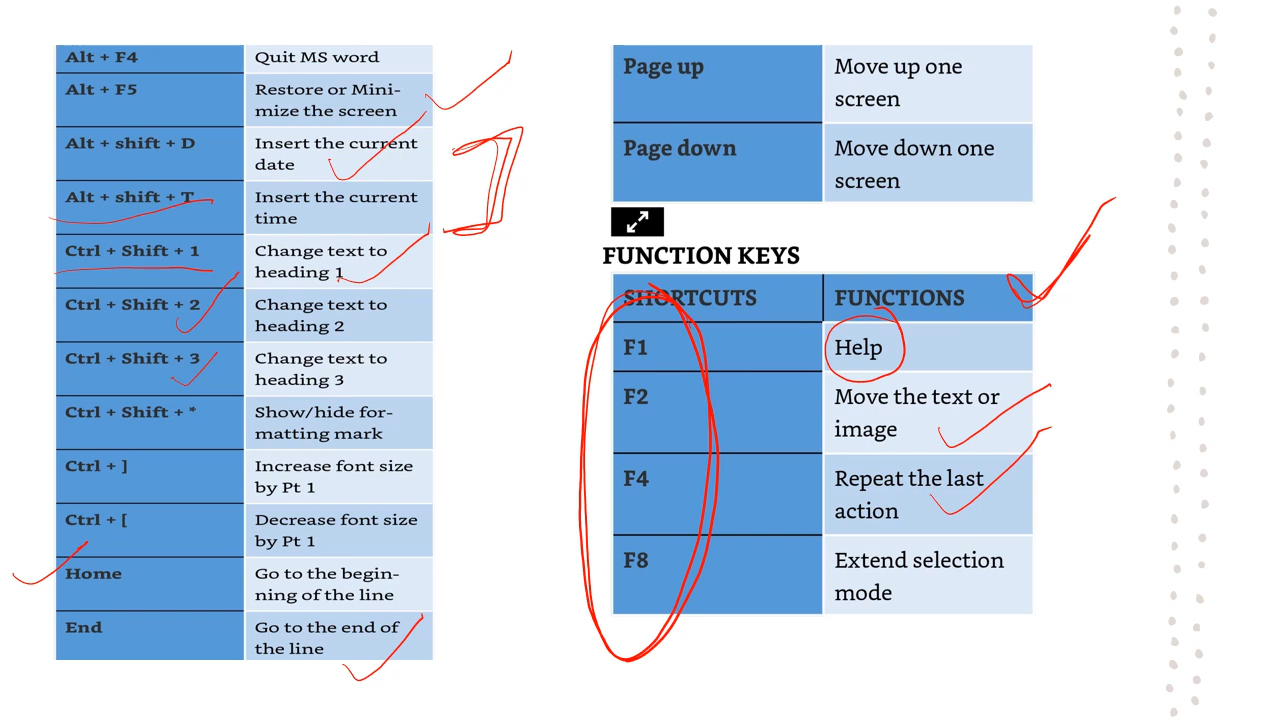 Alt + F4 Quit MS word
Alt + F5 Restore or Mini-
mize the screen
Alt + shift + D Insert the current
date
Alt + shift + T Insert the current
time
Ctrl + Shift + 1 Change text to
heading 1
Ctrl + Shift + 2 Change text to
heading 2
Ctrl + Shift + 3 Change text to
heading 3
Ctrl + Shift + * Show/hide for-
matting mark
Ctrl + ] Increase font size
by Pt 1
Ctrl + [ Decrease font size
by Pt 1
Home Go to the begin-
ning of the line
End Go to the end of
the line
Page up Move up one
screen
Page down Move down one
screen
FUNCTION KEYS
SHORTCUTS FUNCTIONS
F1 Help
F2 Move the text or
image
F4 Repeat the last
action
F8 Extend selection
mode